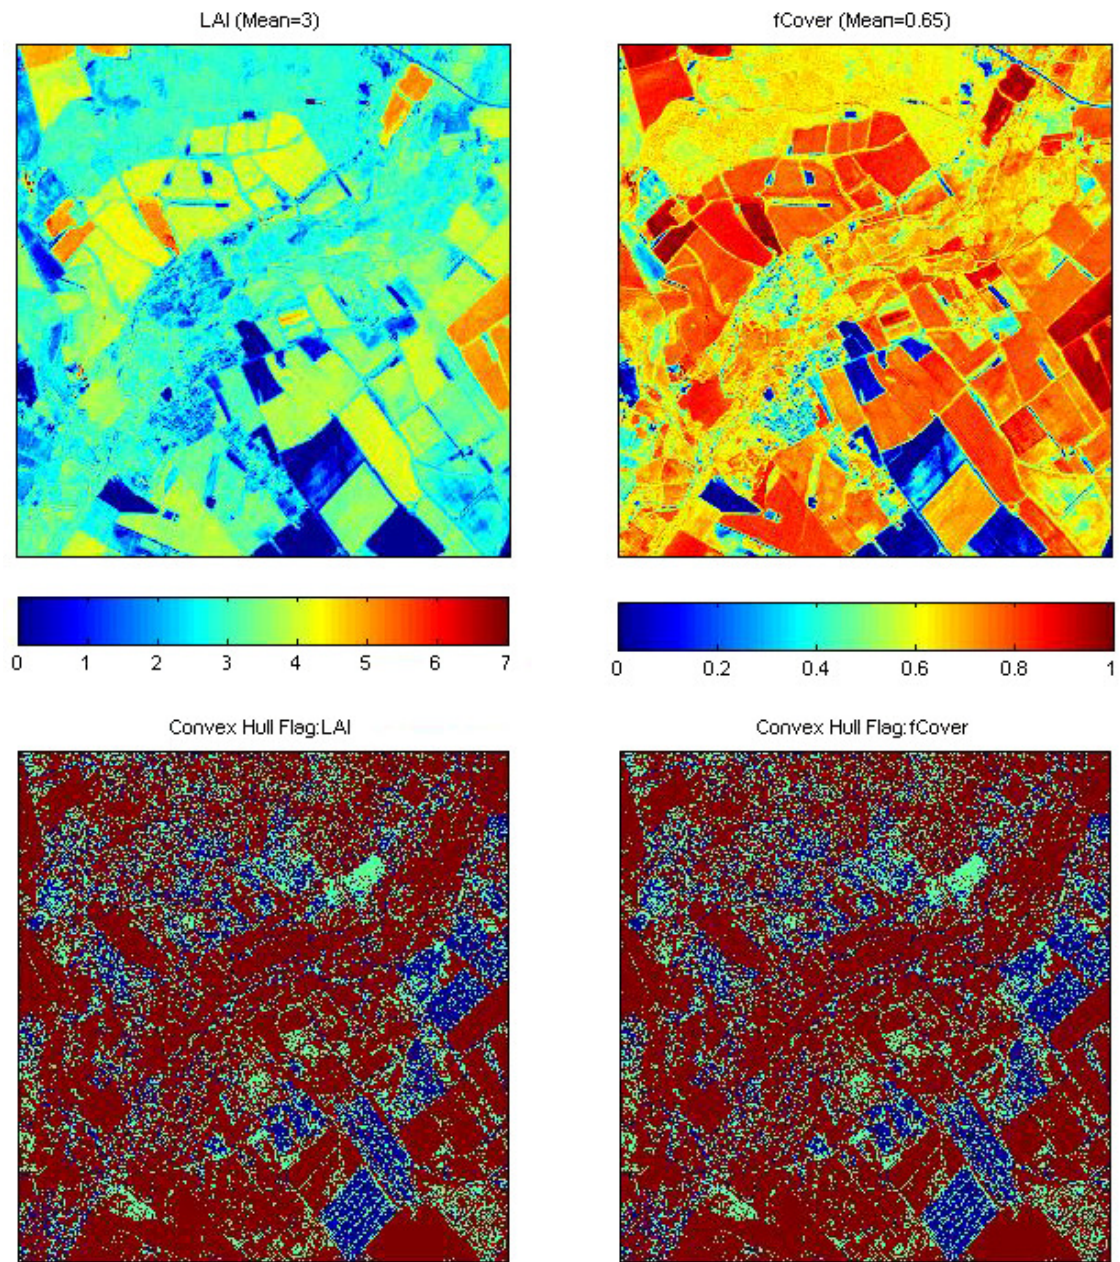 LAI (Mean=3)
fCover (Mean=0.65)
0 1 2 3 4 5 6 7
0 0.2 0.4 0.6 0.8 1
Convex Hull Flag:LAI
Convex Hull Flag:fCover